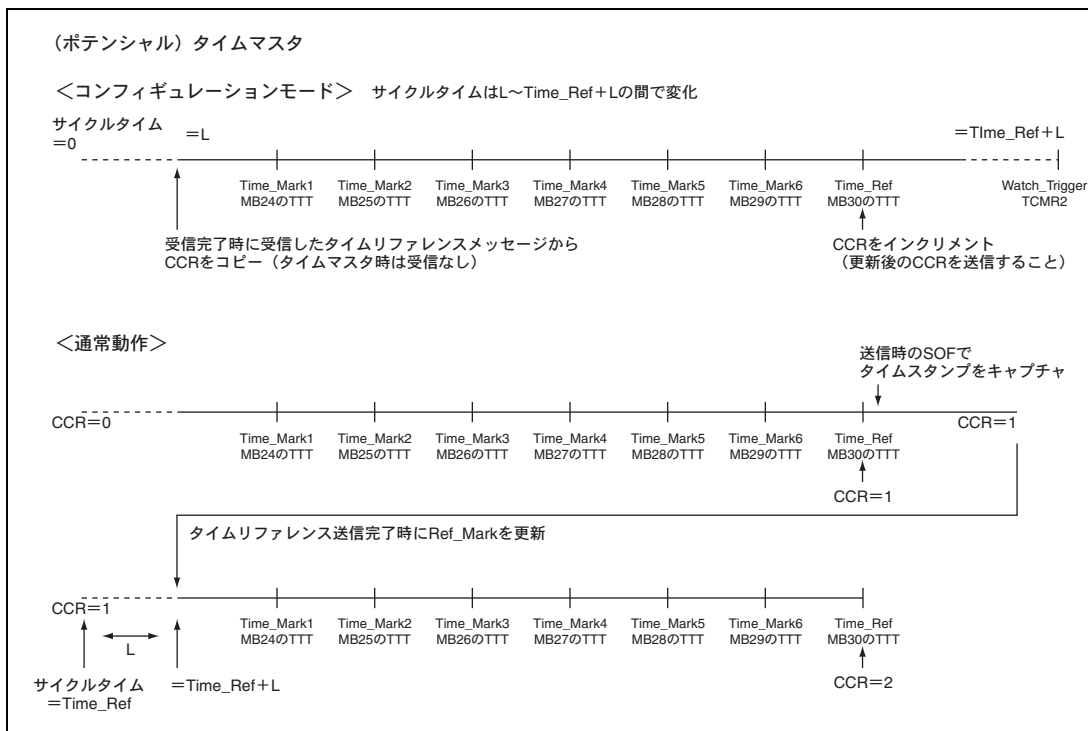 （ポテンシャル）タイムマスタ
＜コンフィギュレーションモード＞ サイクルタイムはL～Time_Ref＋Lの間で変化
サイクルタイム
＝0
＝L
＝TIme_Ref＋L
Time_Mark1 Time_Mark2 Time_Mark3 Time_Mark4 Time_Mark5 Time_Mark6 Time_Ref Watch_Trigger
MB24のTTT MB25のTTT MB26のTTT MB27のTTT MB28のTTT MB29のTTT MB30のTTT TCMR2
受信完了時に受信したタイムリファレンスメッセージから
CCRをコピー（タイムマスタ時は受信なし）
CCRをインクリメント
（更新後のCCRを送信すること）
＜通常動作＞
送信時のSOFで
タイムスタンプをキャプチャ
CCR＝0
CCR＝1
Time_Mark1 Time_Mark2 Time_Mark3 Time_Mark4 Time_Mark5 Time_Mark6 Time_Ref
MB24のTTT MB25のTTT MB26のTTT MB27のTTT MB28のTTT MB29のTTT MB30のTTT
CCR＝1
タイムリファレンス送信完了時にRef_Markを更新
CCR＝1
Time_Mark1 Time_Mark2 Time_Mark3 Time_Mark4 Time_Mark5 Time_Mark6 Time_Ref
MB24のTTT MB25のTTT MB26のTTT MB27のTTT MB28のTTT MB29のTTT MB30のTTT
L
サイクルタイム
＝Time_Ref
＝Time_Ref＋L
CCR＝2